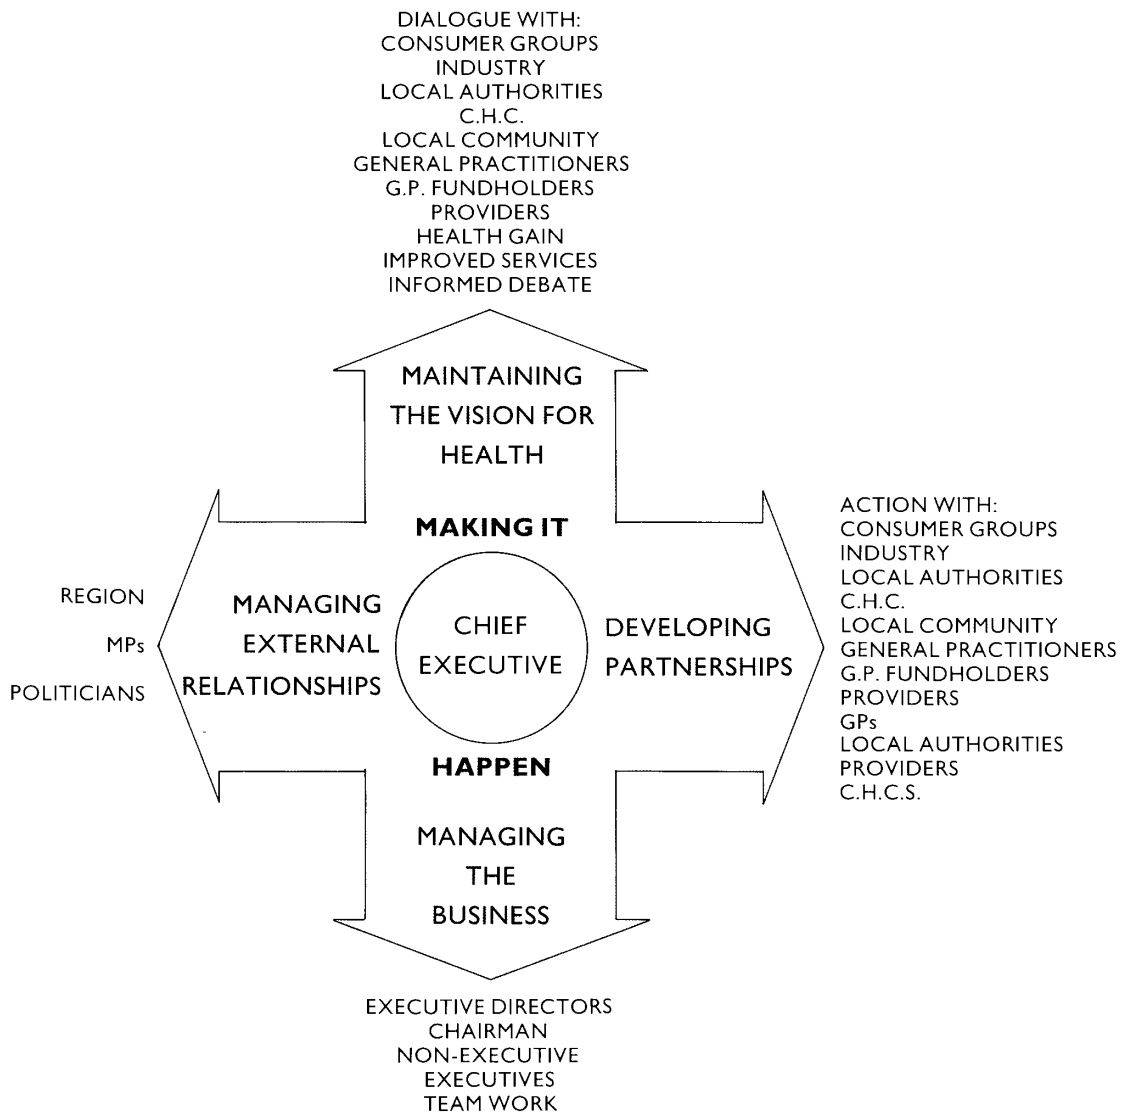 DIALOGUE WITH:
CONSUMER GROUPS
INDUSTRY
LOCAL AUTHORITIES
C.H.C.
LOCAL COMMUNITY
GENERAL PRACTITIONERS
G.P. FUNDHOLDERS
PROVIDERS
HEALTH GAIN
IMPROVED SERVICES
INFORMED DEBATE
MAINTAINING
THE VISION FOR
HEALTH
MAKING IT
REGION
MPs
POLITICIANS
MANAGING
EXTERNAL
RELATIONSHIPS
CHIEF
EXECUTIVE
DEVELOPING
PARTNERSHIPS
ACTION WITH:
CONSUMER GROUPS
INDUSTRY
LOCAL AUTHORITIES
C.H.C.
LOCAL COMMUNITY
GENERAL PRACTITIONERS
G.P. FUNDHOLDERS
PROVIDERS
GPs
LOCAL AUTHORITIES
PROVIDERS
C.H.C.S.
HAPPEN
MANAGING
THE
BUSINESS
EXECUTIVE DIRECTORS
CHAIRMAN
NON-EXECUTIVE
EXECUTIVES
TEAM WORK